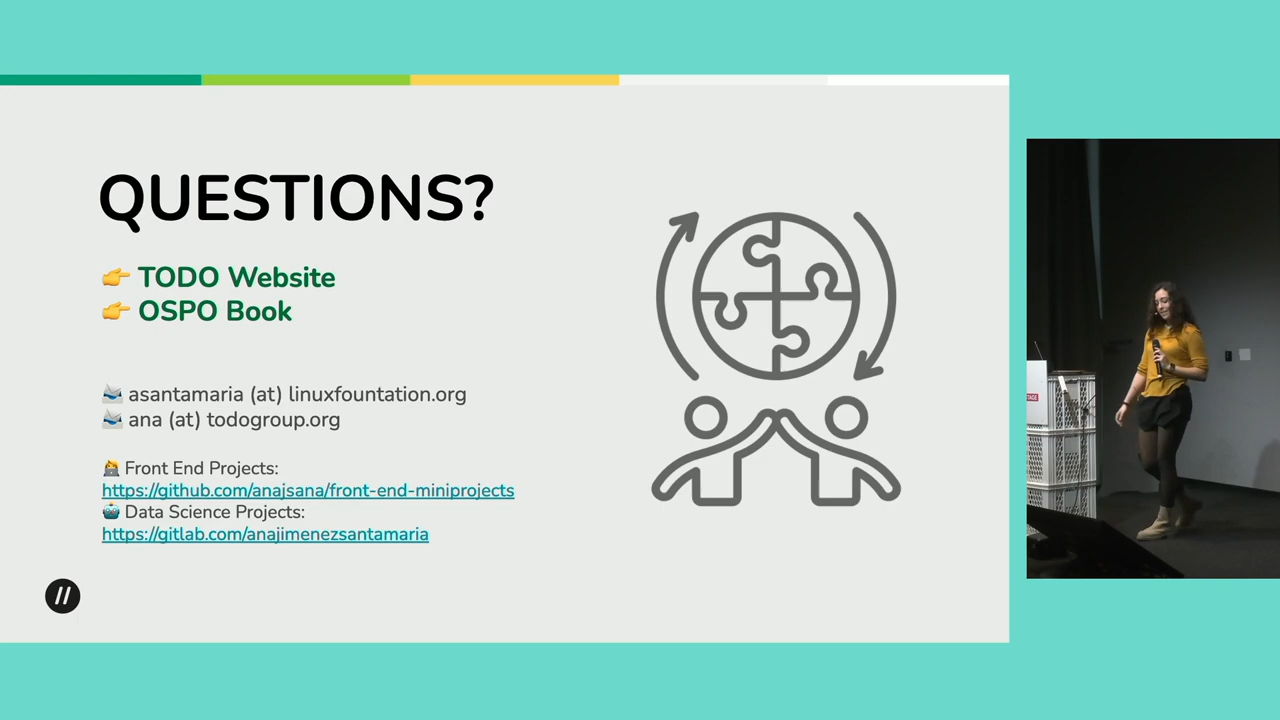 QUESTIONS?
👉 TODO Website
👉 OSPO Book
📨 asantamaria (at) linuxfoundation.org
📨 ana (at) todogroup.org
👩‍💻 Front End Projects:
https://github.com/anajsana/front-end-miniprojects
🤖 Data Science Projects:
https://gitlab.com/anajimenezsantamaria
//